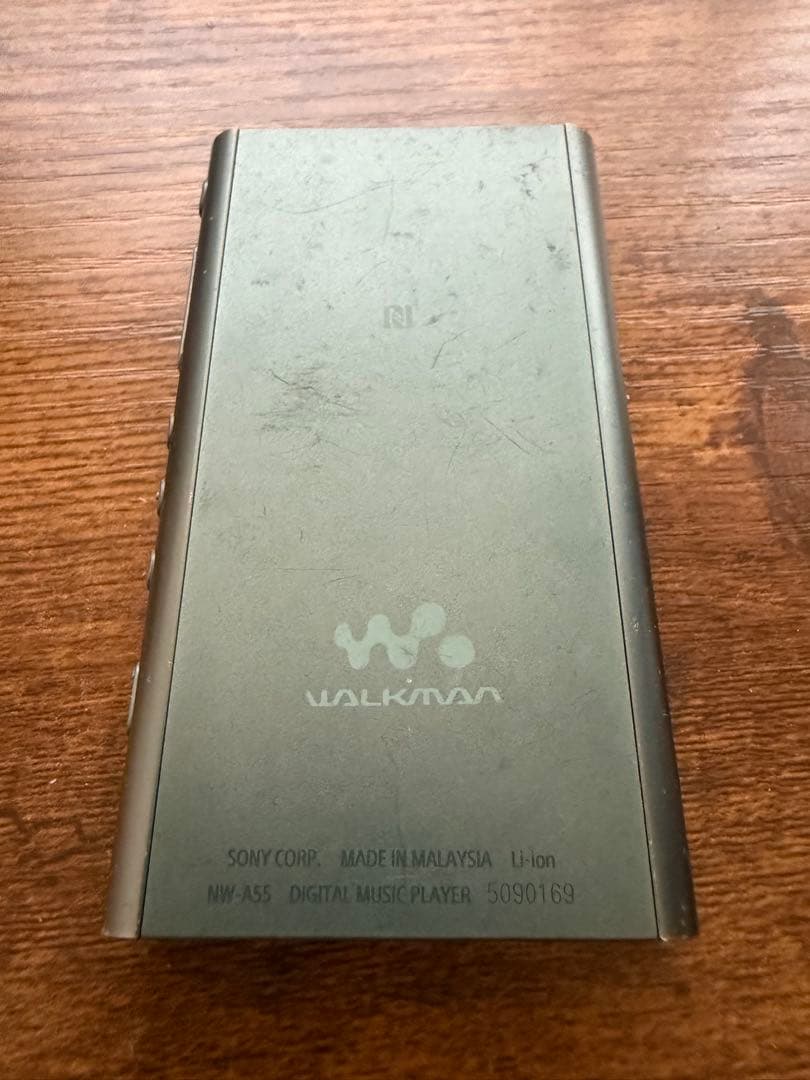 WALKMAN
SONY CORP. MADE IN MALAYSIA Li-ion
NW-A55 DIGITAL MUSIC PLAYER 5090169